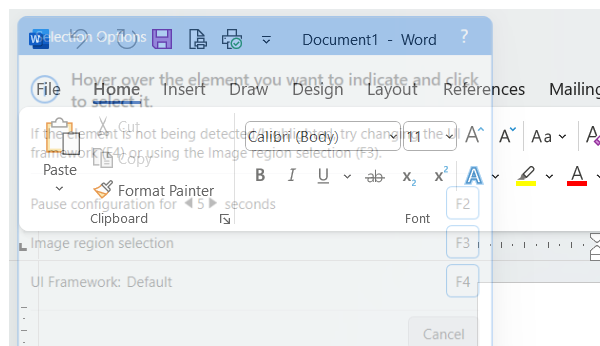 Selection Options
Document1 - Word
?
Hover over the element you want to indicate and click
to select it.
File Home Insert Draw Design Layout References Mailing
If the element is not being detected/highlighted, try changing the UI
framework (F4) or using the Image region selection (F3).
Paste
Cut
Copy
Format Painter
Clipboard
Calibri (Body) 11 A A Aa A
B I U ab x2 x2 A A
Font
Pause configuration for 5 seconds F2
Image region selection F3
UI Framework: Default F4
Cancel